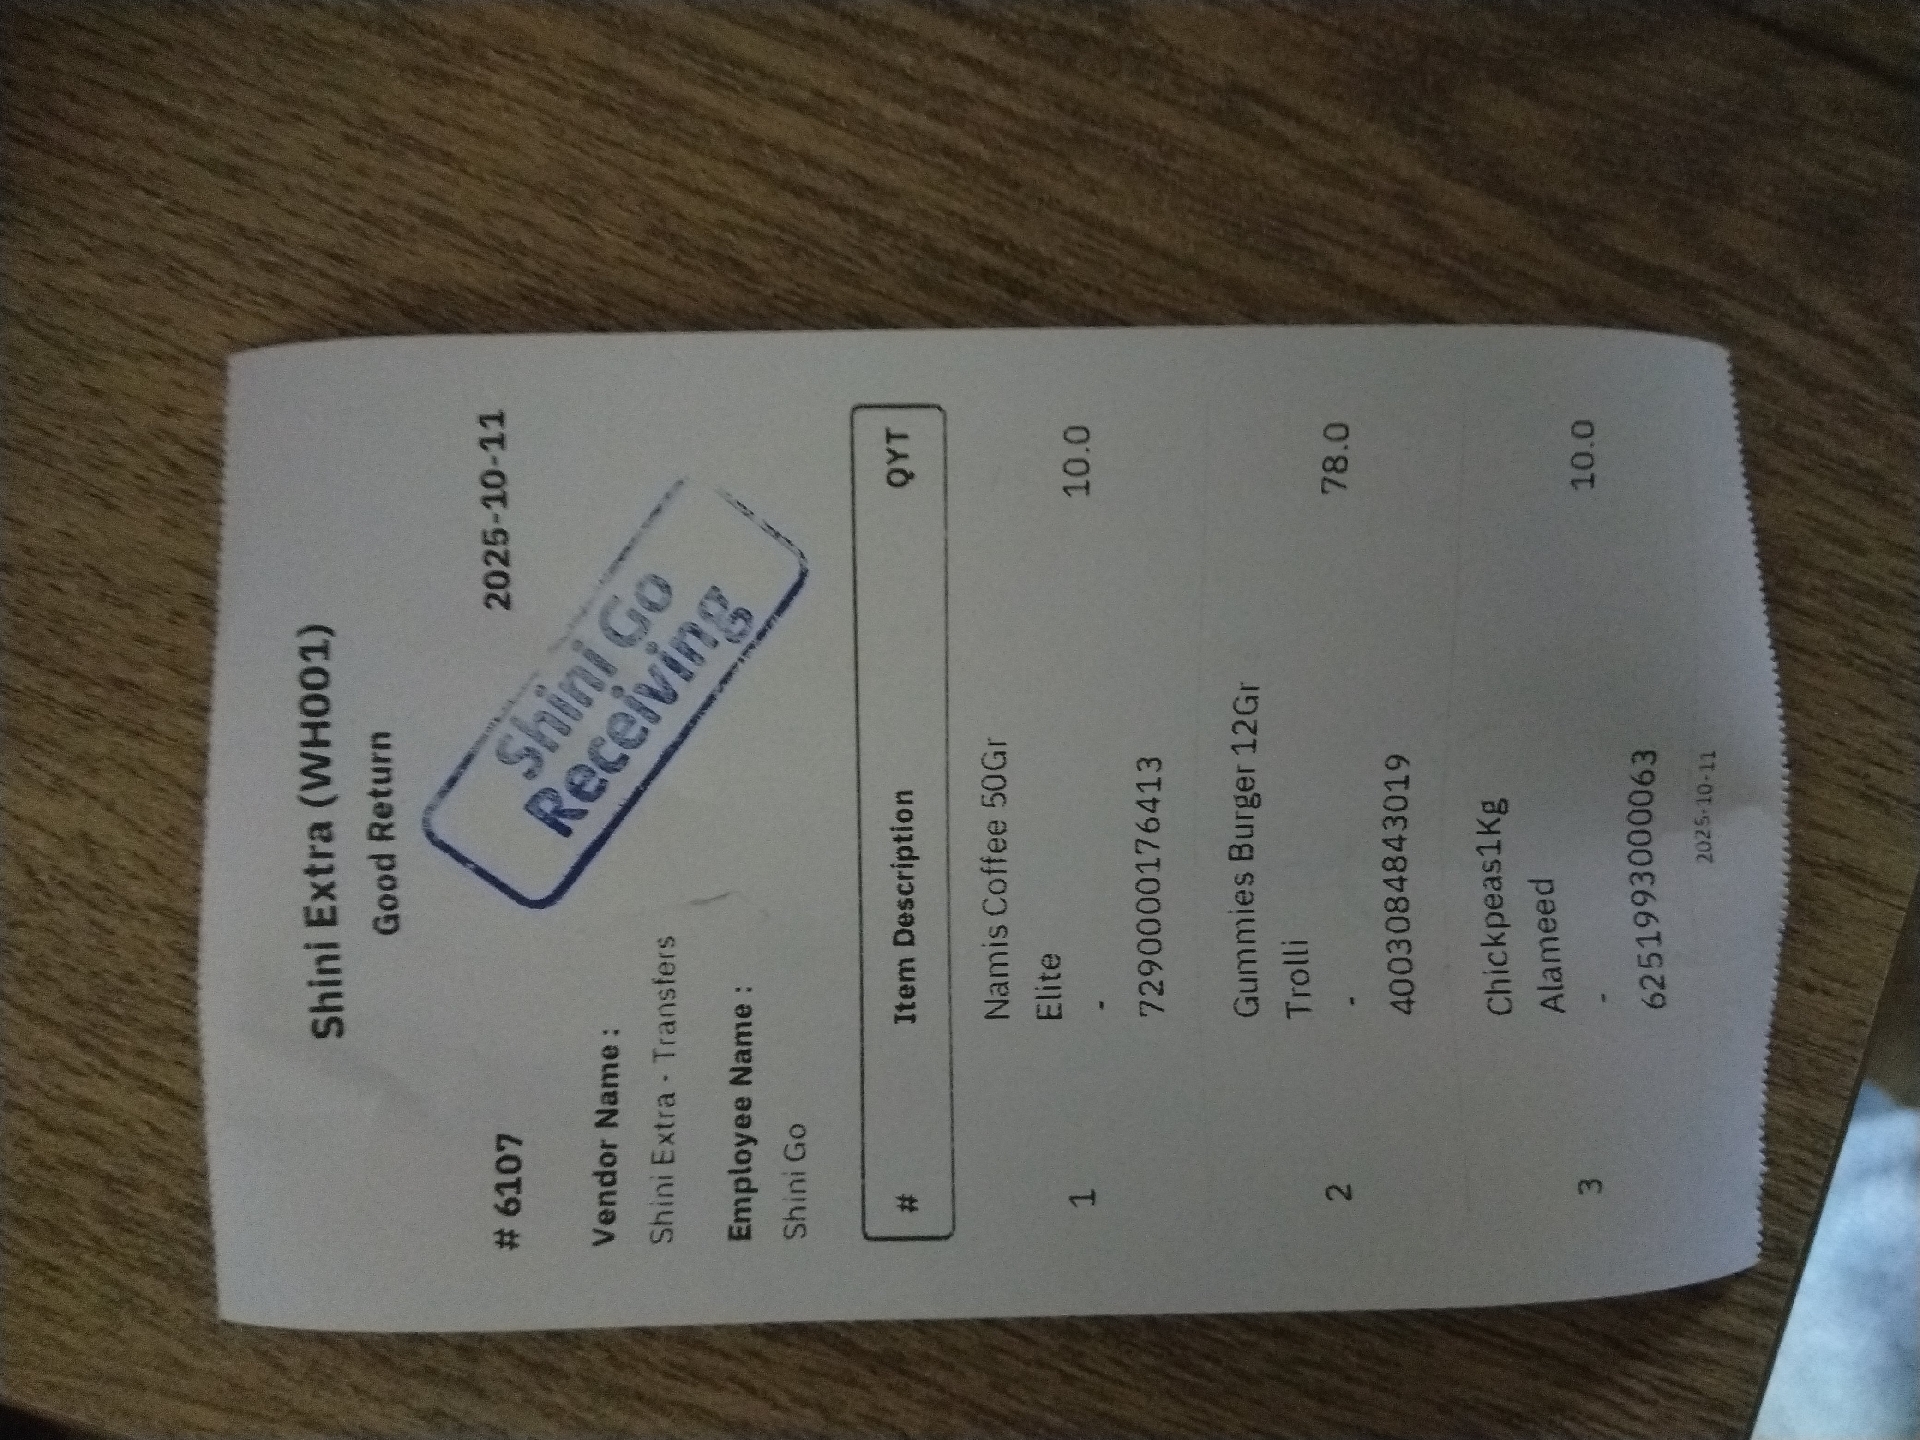 Shini Extra (WH001)
Good Return
# 6107 2025-10-11
Shini Go
Receiving
Vendor Name :
Shini Extra - Transfers
Employee Name :
Shini Go
# Item Description QYT
1 Namis Coffee 50Gr 10.0
Elite
-
7290000176413
2 Gummies Burger 12Gr 78.0
Trolli
-
4003084843019
3 Chickpeas1Kg 10.0
Alameed
-
6251993000063
2025-10-11